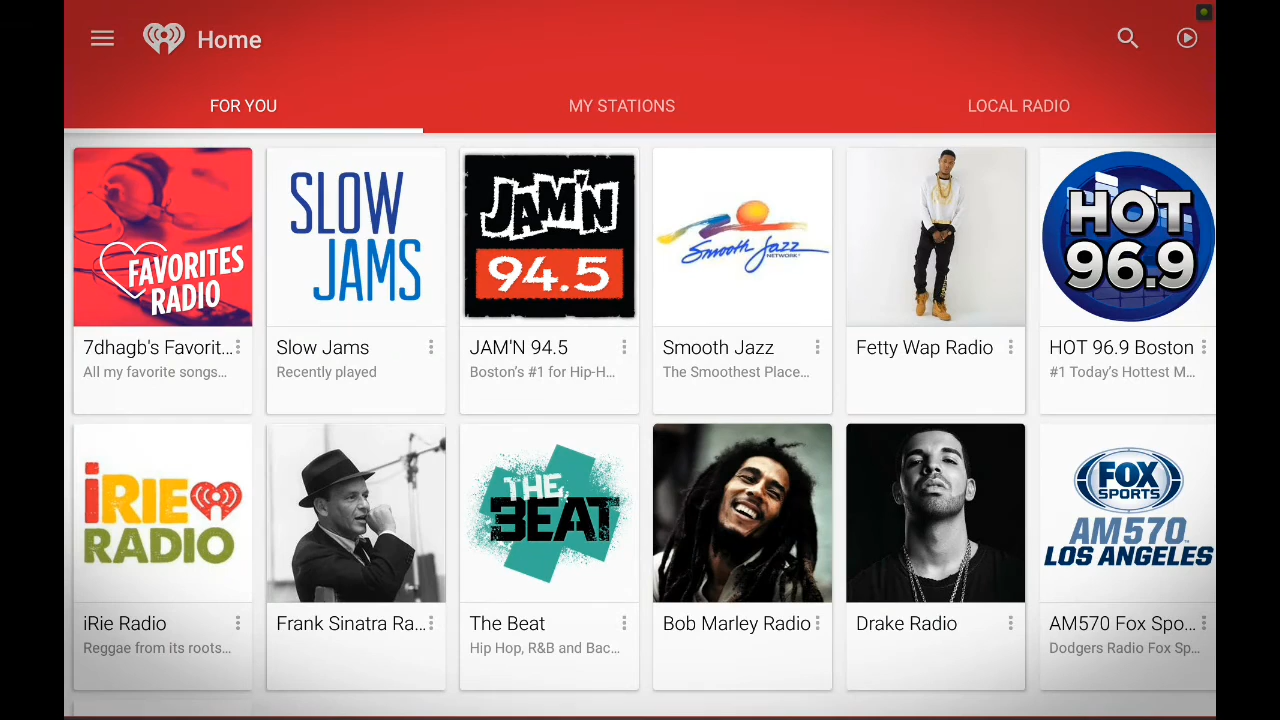 Home
FOR YOU
MY STATIONS
LOCAL RADIO
FAVORITES
RADIO
SLOW
JAMS
JAM'N
94.5
Smooth Jazz
NETWORK
HOT
96.9
7dhagb's Favorit...
Slow Jams
JAM'N 94.5
Smooth Jazz
Fetty Wap Radio
HOT 96.9 Boston
All my favorite songs...
Recently played
Boston's #1 for Hip-H...
The Smoothest Place...
#1 Today's Hottest M...
iRIE
RADIO
THE
BEAT
FOX
SPORTS
AM570
LOS ANGELES
iRie Radio
Frank Sinatra Ra...
The Beat
Bob Marley Radio
Drake Radio
AM570 Fox Spo...
Reggae from its roots...
Hip Hop, R&B and Bac...
Dodgers Radio Fox Sp...